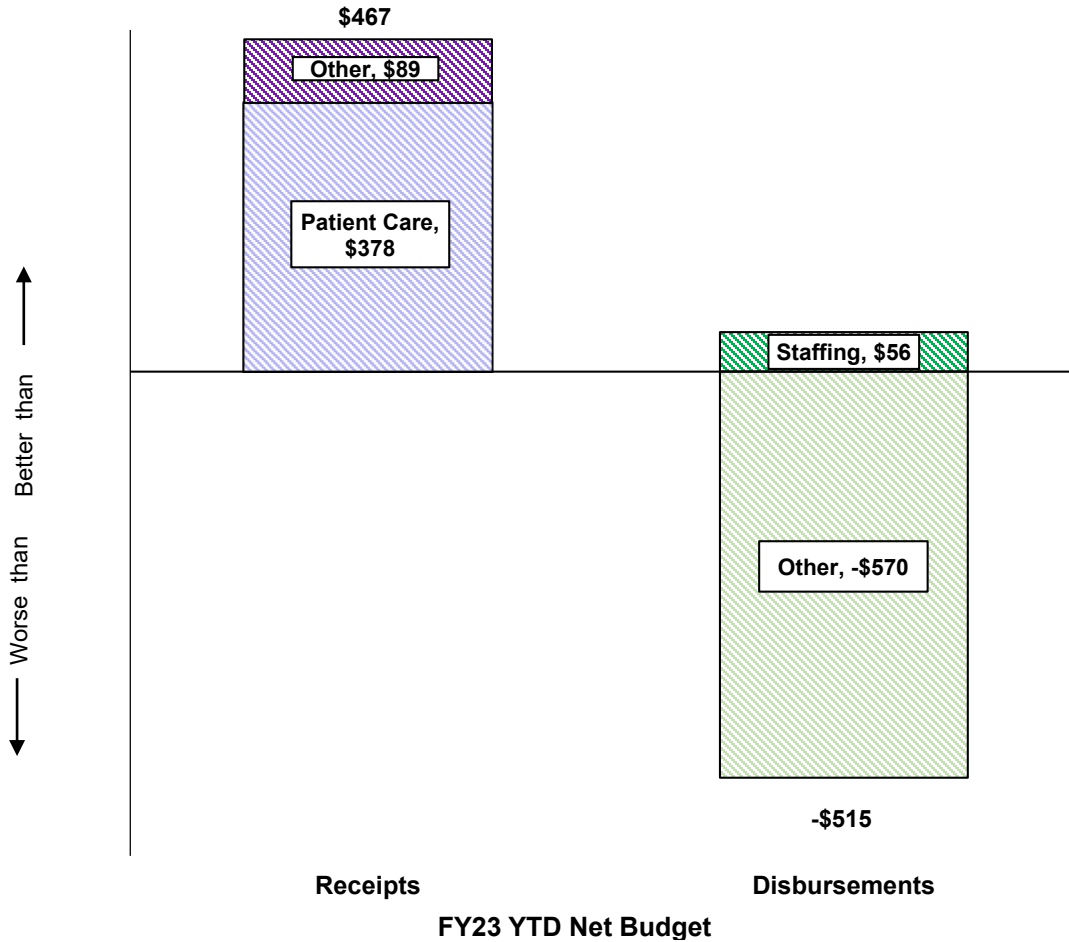 $467
Other, $89
Patient Care,
$378
Better than
Worse than
Staffing, $56
Other, -$570
-$515
Receipts
Disbursements
FY23 YTD Net Budget